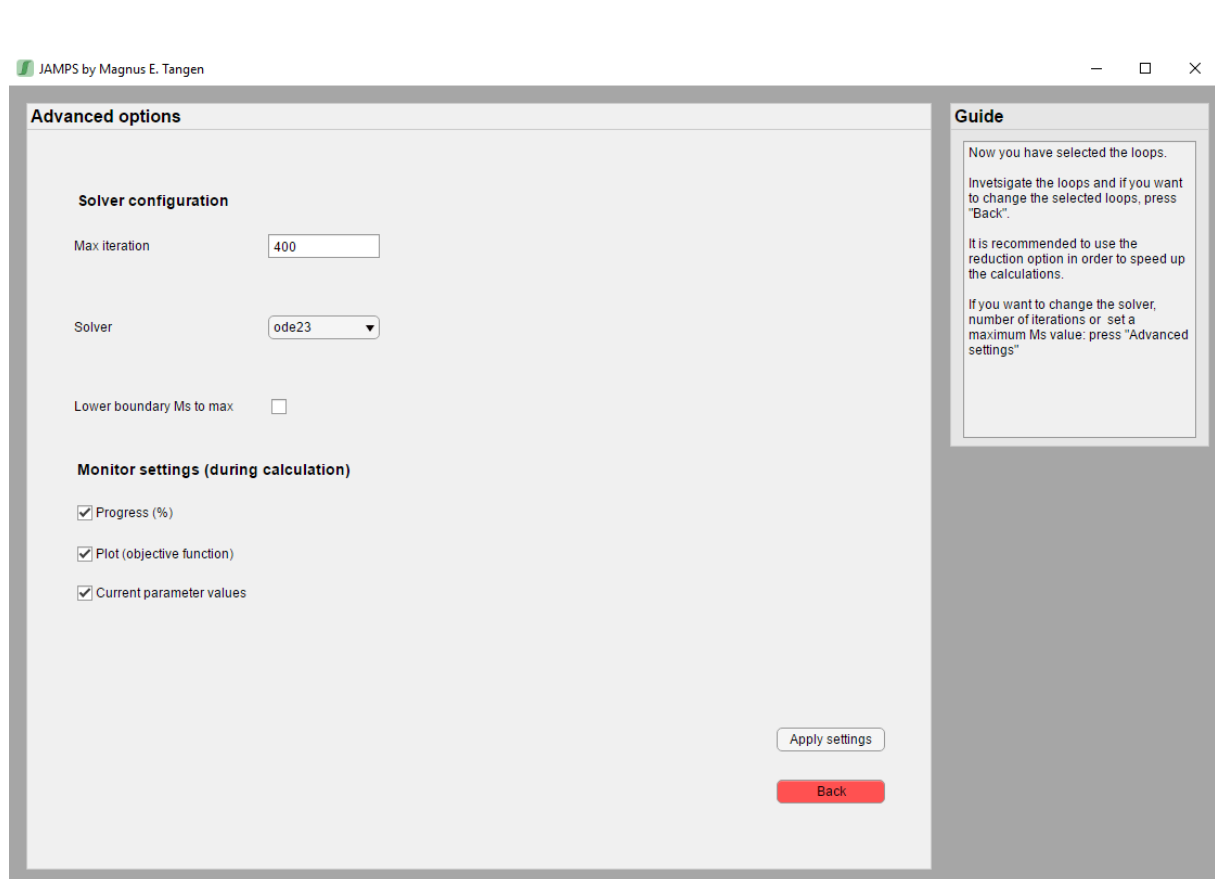 JAMPS by Magnus E. Tangen
Advanced options
Solver configuration
Max iteration
400
Solver
ode23
Lower boundary Ms to max
Monitor settings (during calculation)
Progress (%)
Plot (objective function)
Current parameter values
Apply settings
Back
Guide
Now you have selected the loops.
Invetsigate the loops and if you want
to change the selected loops, press
"Back".
It is recommended to use the
reduction option in order to speed up
the calculations.
If you want to change the solver,
number of iterations or set a
maximum Ms value: press "Advanced
settings"